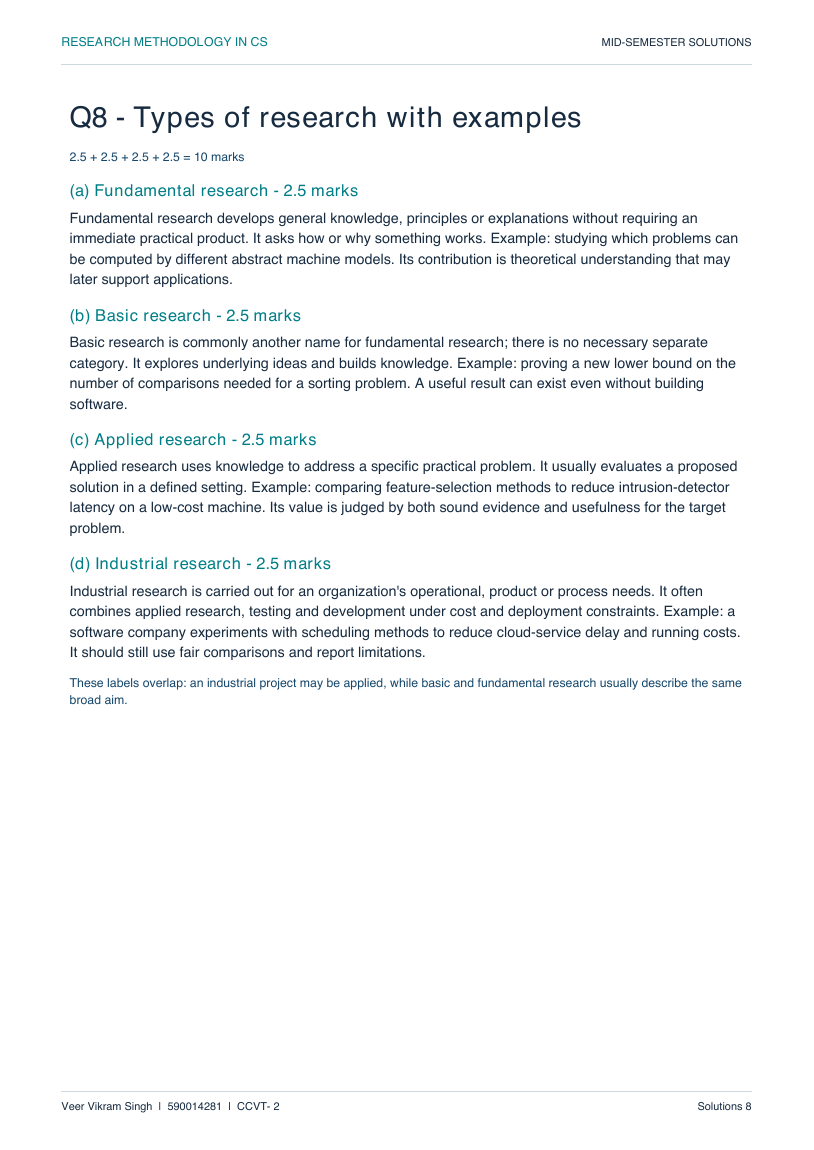 RESEARCH METHODOLOGY IN CS
MID-SEMESTER SOLUTIONS
Q8 - Types of research with examples
2.5 + 2.5 + 2.5 + 2.5 = 10 marks
(a) Fundamental research - 2.5 marks
Fundamental research develops general knowledge, principles or explanations without requiring an
immediate practical product. It asks how or why something works. Example: studying which problems can
be computed by different abstract machine models. Its contribution is theoretical understanding that may
later support applications.
(b) Basic research - 2.5 marks
Basic research is commonly another name for fundamental research; there is no necessary separate
category. It explores underlying ideas and builds knowledge. Example: proving a new lower bound on the
number of comparisons needed for a sorting problem. A useful result can exist even without building
software.
(c) Applied research - 2.5 marks
Applied research uses knowledge to address a specific practical problem. It usually evaluates a proposed
solution in a defined setting. Example: comparing feature-selection methods to reduce intrusion-detector
latency on a low-cost machine. Its value is judged by both sound evidence and usefulness for the target
problem.
(d) Industrial research - 2.5 marks
Industrial research is carried out for an organization's operational, product or process needs. It often
combines applied research, testing and development under cost and deployment constraints. Example: a
software company experiments with scheduling methods to reduce cloud-service delay and running costs.
It should still use fair comparisons and report limitations.
These labels overlap: an industrial project may be applied, while basic and fundamental research usually describe the same
broad aim.
Veer Vikram Singh | 590014281 | CCVT- 2
Solutions 8